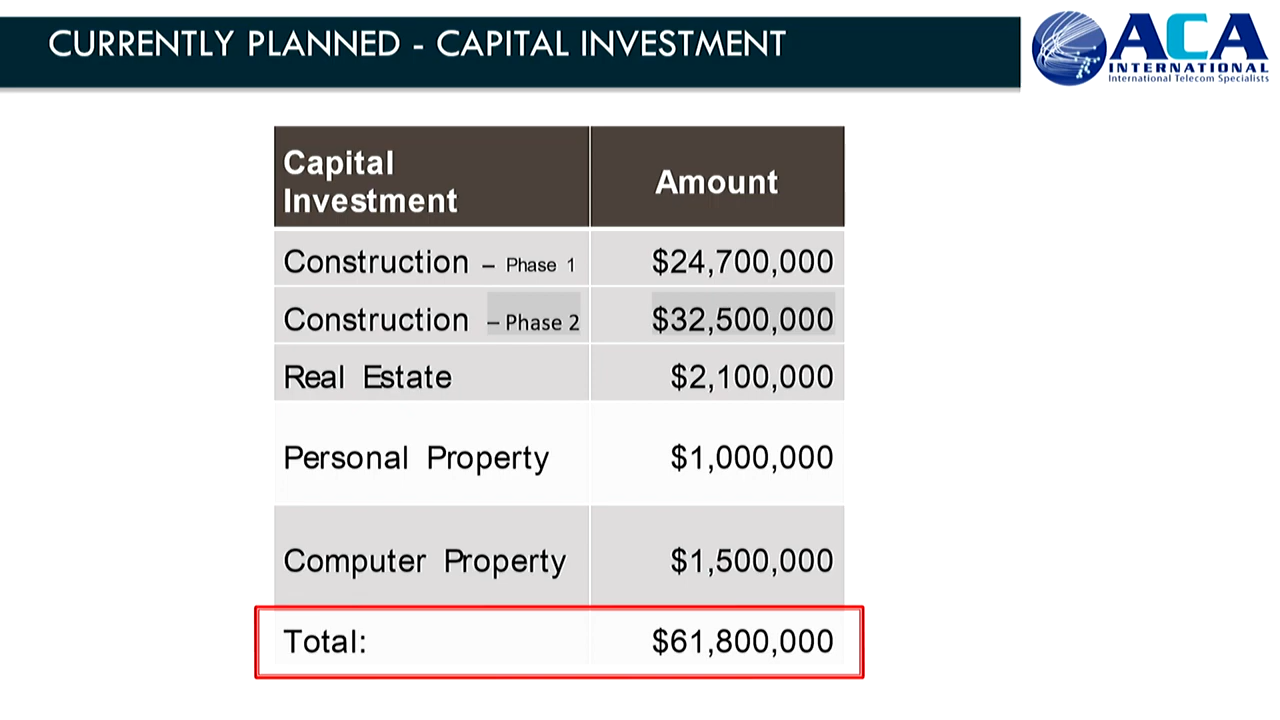 CURRENTLY PLANNED - CAPITAL INVESTMENT
ACA
INTERNATIONAL
International Telecom Specialists
Capital
Investment
Amount
Construction – Phase 1 $24,700,000
Construction – Phase 2 $32,500,000
Real Estate $2,100,000
Personal Property $1,000,000
Computer Property $1,500,000
Total: $61,800,000